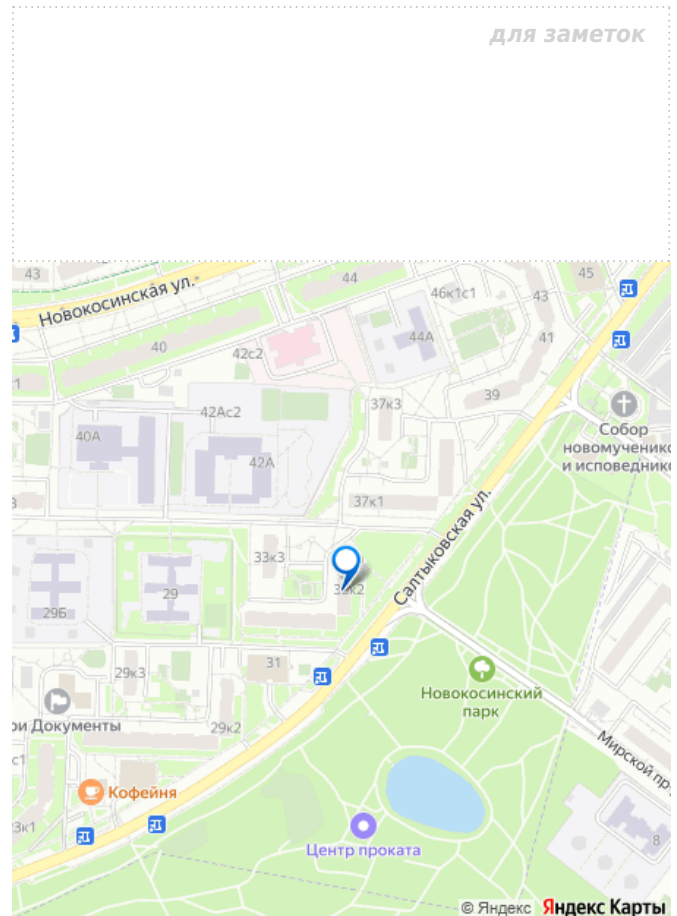 для заметок
43
Новокосинская ул.
44
45
46к1с1
43
44А
41
40
42с2
39
37к3
42Ас2
40А
42А
Собор
новомученико
и исповеднико
37к1
Салтыковская ул.
33к3
29
29Б
31
29к3
Новокосинский
парк
ри Документы
29к2
Мирской пр-
Кофейня
3к1
8
Центр проката
© Яндекс Яндекс Карты